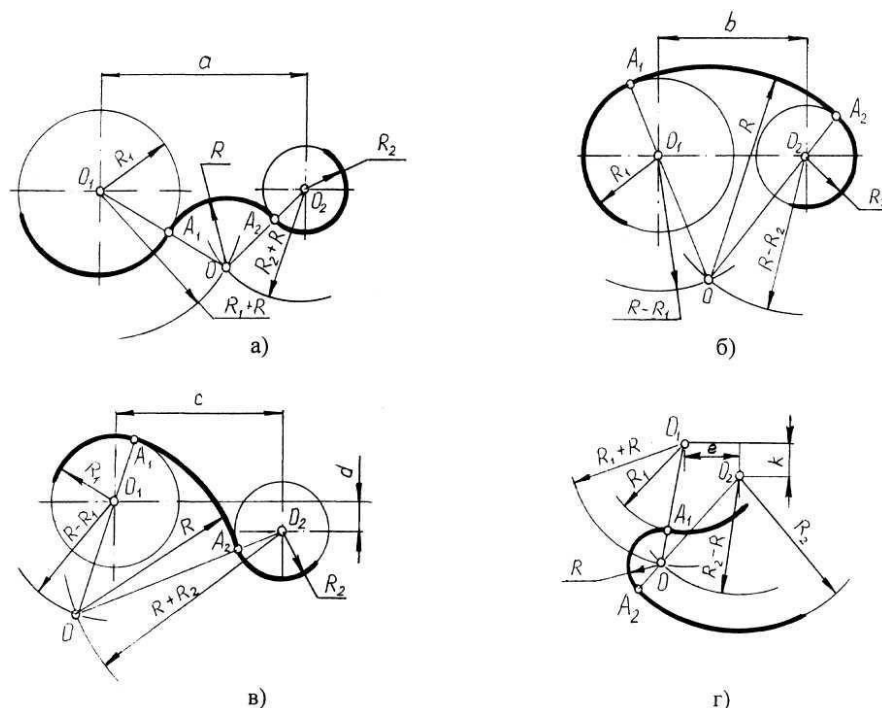 a
R₁
R
R₂
O₁
O₂
A₁
A₂
O
R₂+R
R₁+R
а)
b
A₁
A₂
O₁
O₂
R
R₁
R-R₂
O
R-R₁
б)
c
d
A₁
R₁
O₁
R
O₂
A₂
R-R₁
R₂
R+R₂
O
в)
O₁
e
k
R₁+R
R₁
O₂
A₁
R₂
R
O
R₂-R
A₂
г)